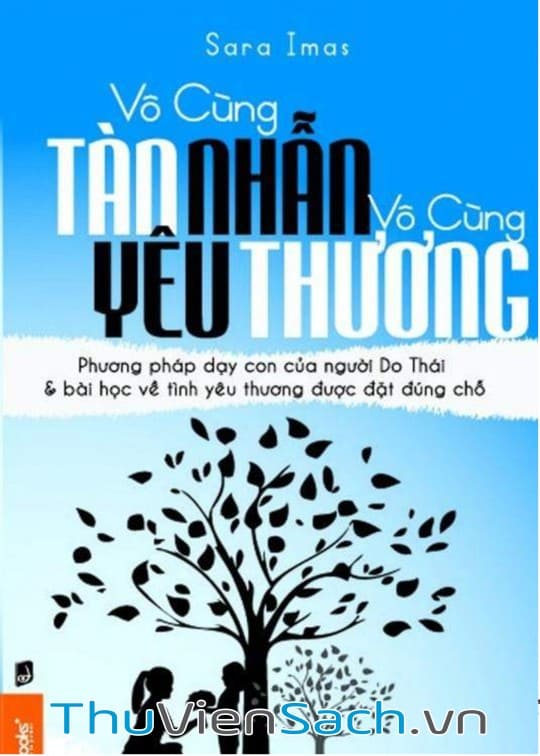 Sara Imas
Vô Cùng
TÀN NHẪN
Vô Cùng
YÊU THƯƠNG
Phương pháp dạy con của người Do Thái
& bài học về tình yêu thương được đặt đúng chỗ
ThuVienSach.vn